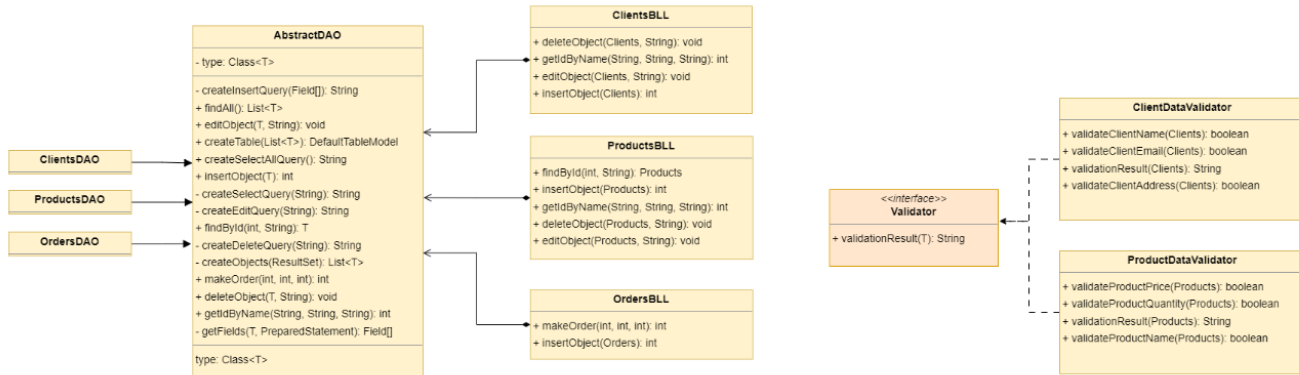 ClientsDAO
ProductsDAO
OrdersDAO
AbstractDAO
- type: Class<T>
- createInsertQuery(Field[]): String
+ findAll(): List<T>
+ editObject(T, String): void
+ createTable(List<T>): DefaultTableModel
+ createSelectAllQuery(): String
+ insertObject(T): int
- createSelectQuery(String): String
- createEditQuery(String): String
+ findById(int, String): T
- createDeleteQuery(String): String
- createObjects(ResultSet): List<T>
+ makeOrder(int, int, int): int
+ deleteObject(T, String): void
+ getIdByName(String, String, String): int
- getFields(T, PreparedStatement): Field[]
type: Class<T>
ClientsBLL
+ deleteObject(Clients, String): void
+ getIdByName(String, String, String): int
+ editObject(Clients, String): void
+ insertObject(Clients): int
ProductsBLL
+ findById(int, String): Products
+ insertObject(Products): int
+ getIdByName(String, String, String): int
+ deleteObject(Products, String): void
+ editObject(Products, String): void
OrdersBLL
+ makeOrder(int, int, int): int
+ insertObject(Orders): int
<<interface>>
Validator
+ validationResult(T): String
ClientDataValidator
+ validateClientName(Clients): boolean
+ validateClientEmail(Clients): boolean
+ validationResult(Clients): String
+ validateClientAddress(Clients): boolean
ProductDataValidator
+ validateProductPrice(Products): boolean
+ validateProductQuantity(Products): boolean
+ validationResult(Products): String
+ validateProductName(Products): boolean